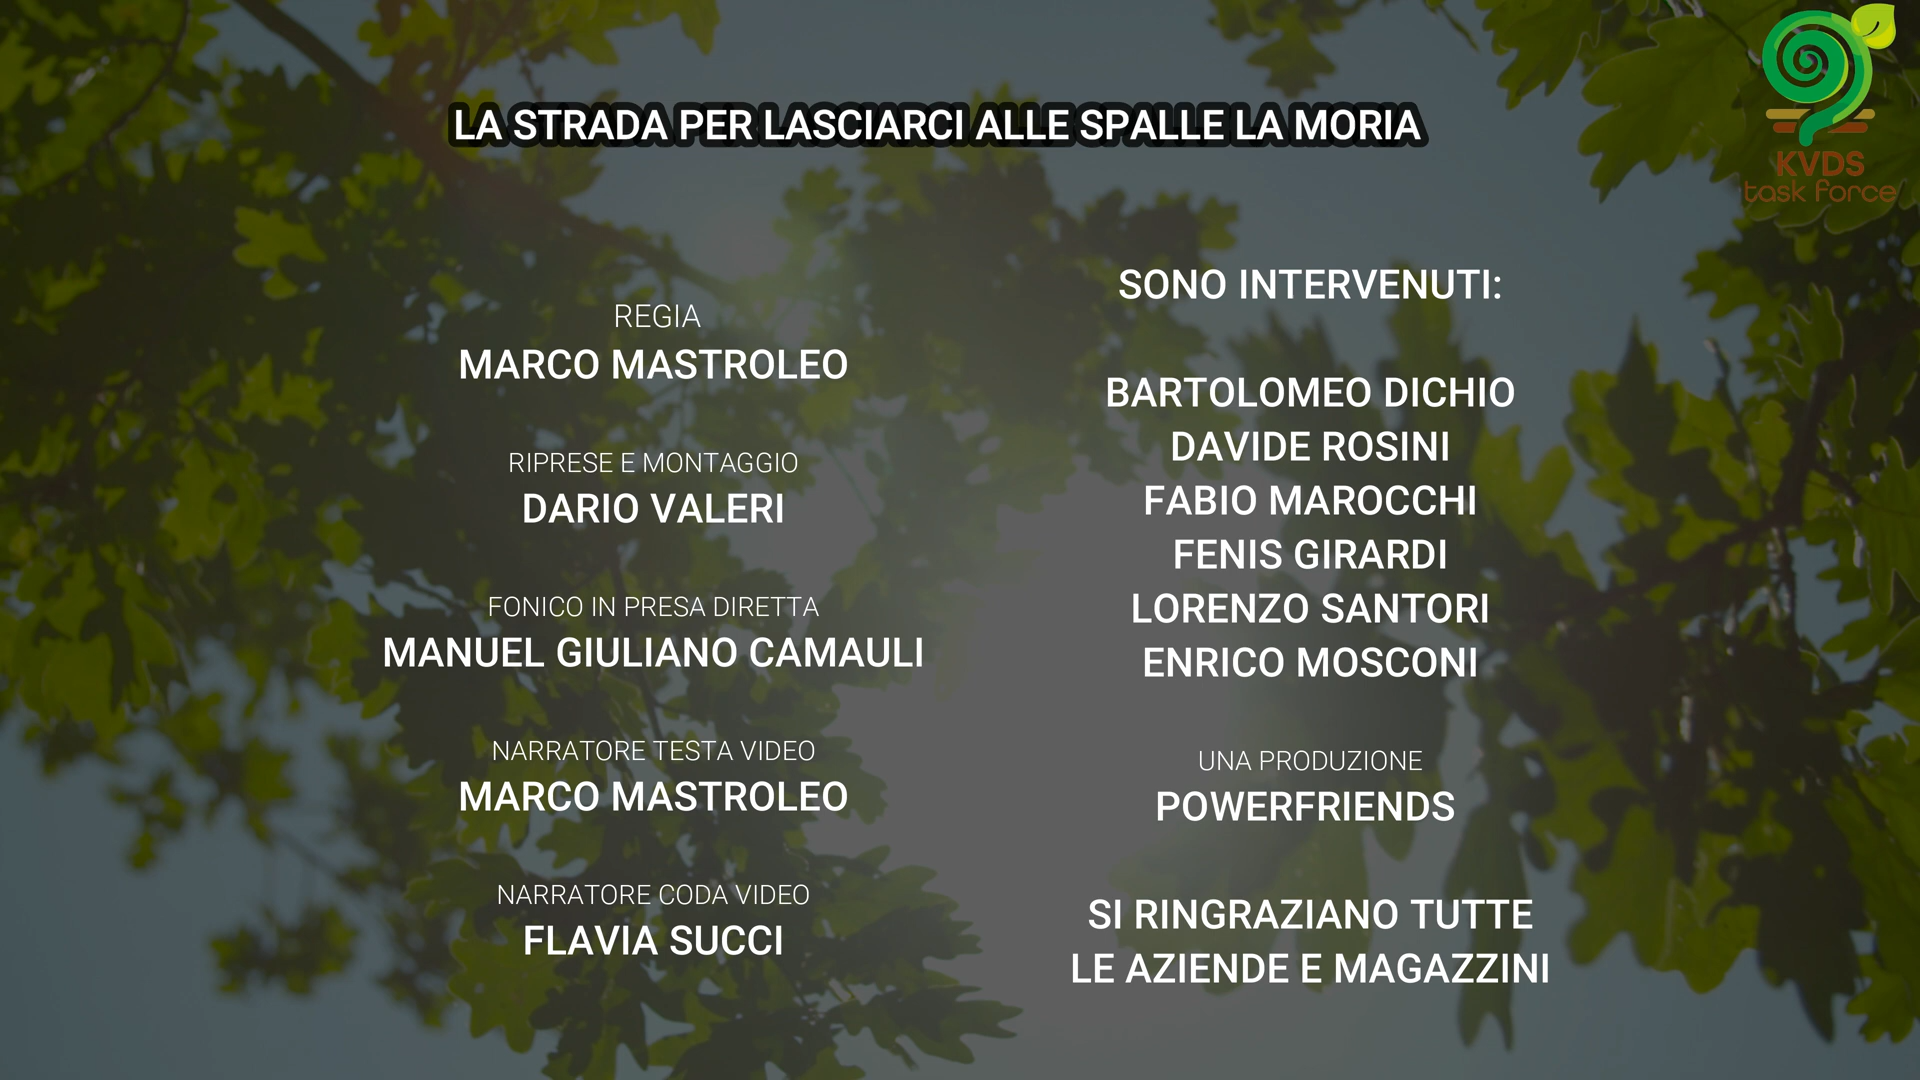 LA STRADA PER LASCIARCI ALLE SPALLE LA MORIA
KVDS
task force
REGIA
MARCO MASTROLEO
RIPRESE E MONTAGGIO
DARIO VALERI
FONICO IN PRESA DIRETTA
MANUEL GIULIANO CAMAULI
NARRATORE TESTA VIDEO
MARCO MASTROLEO
NARRATORE CODA VIDEO
FLAVIA SUCCI
SONO INTERVENUTI:
BARTOLOMEO DICHIO
DAVIDE ROSINI
FABIO MAROCCHI
FENIS GIRARDI
LORENZO SANTORI
ENRICO MOSCONI
UNA PRODUZIONE
POWERFRIENDS
SI RINGRAZIANO TUTTE
LE AZIENDE E MAGAZZINI